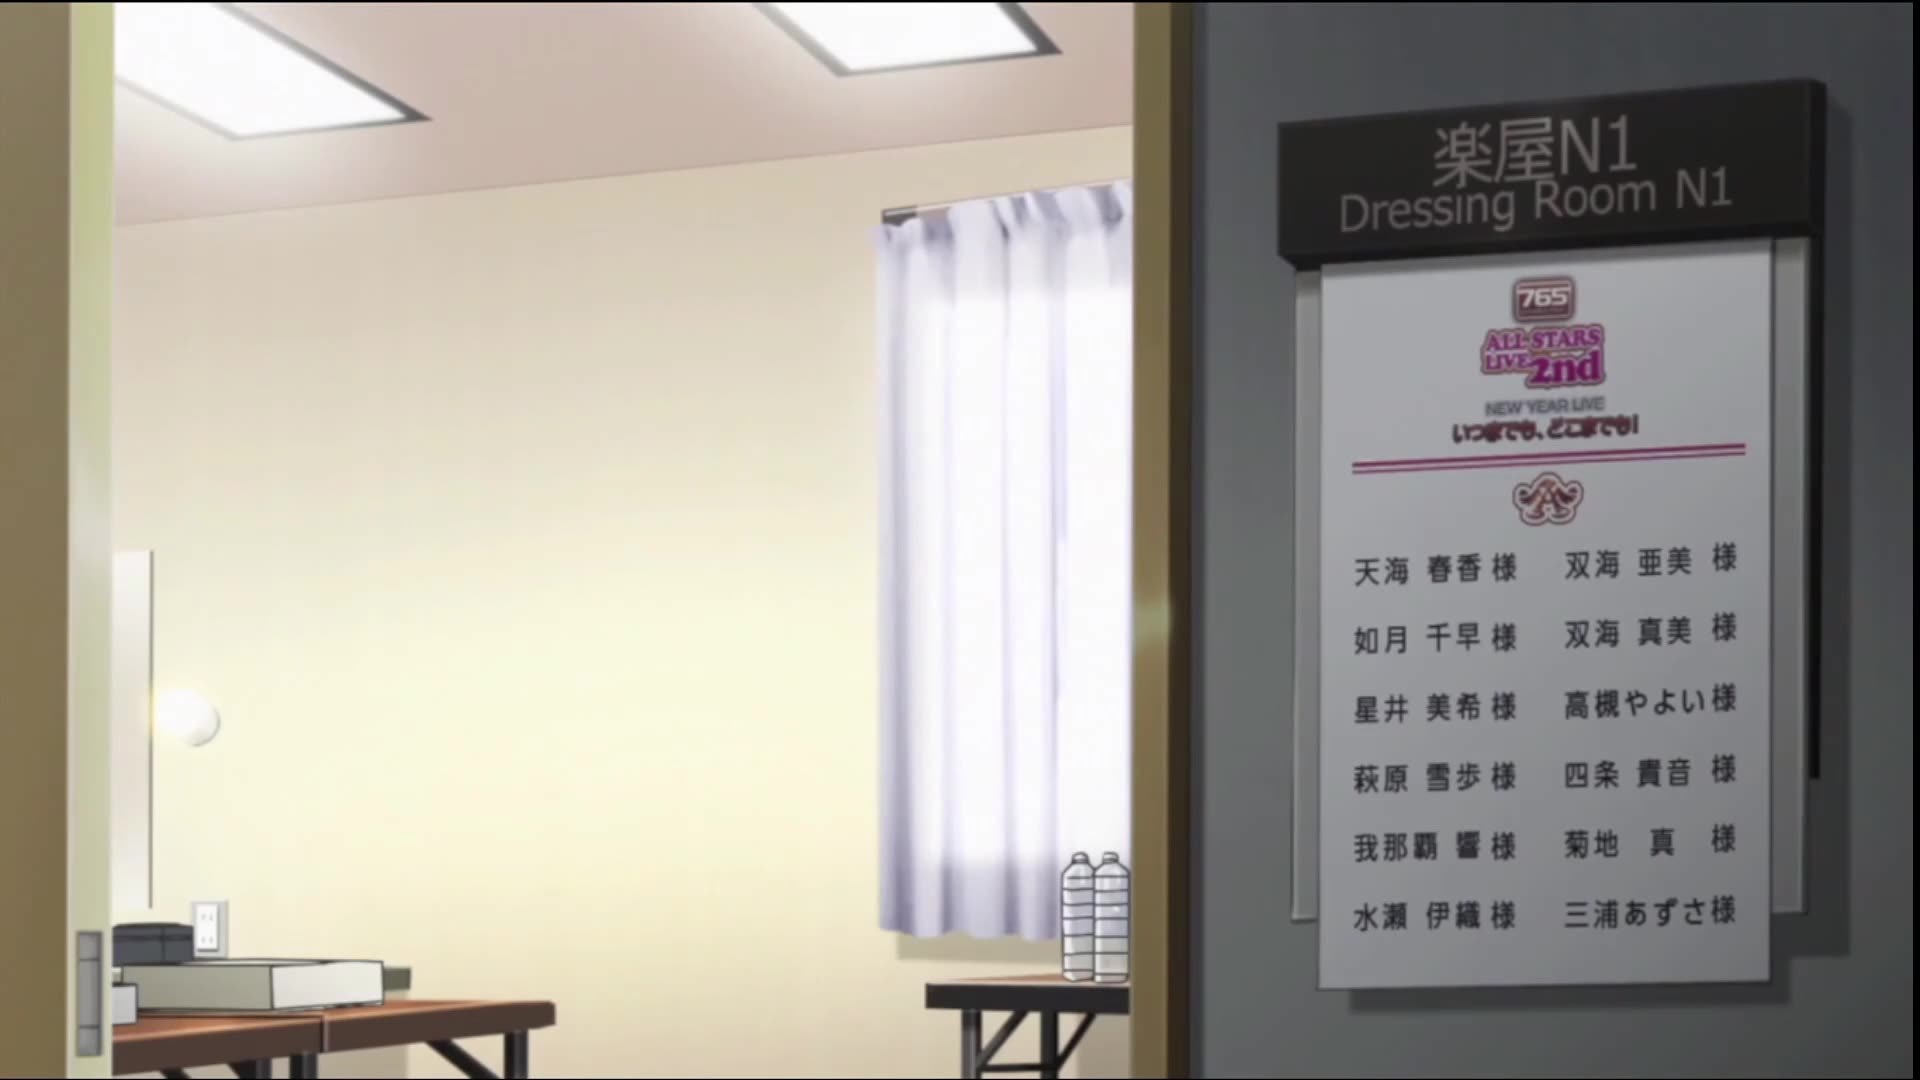 楽屋N1
Dressing Room N1
765
ALL STARS
LIVE 2nd
NEW YEAR LIVE
いつまでも、どこまでも!
天海 春香 様 双海 亜美 様
如月 千早 様 双海 真美 様
星井 美希 様 高槻やよい 様
萩原 雪歩 様 四条 貴音 様
我那覇 響 様 菊地 真 様
水瀬 伊織 様 三浦あずさ 様